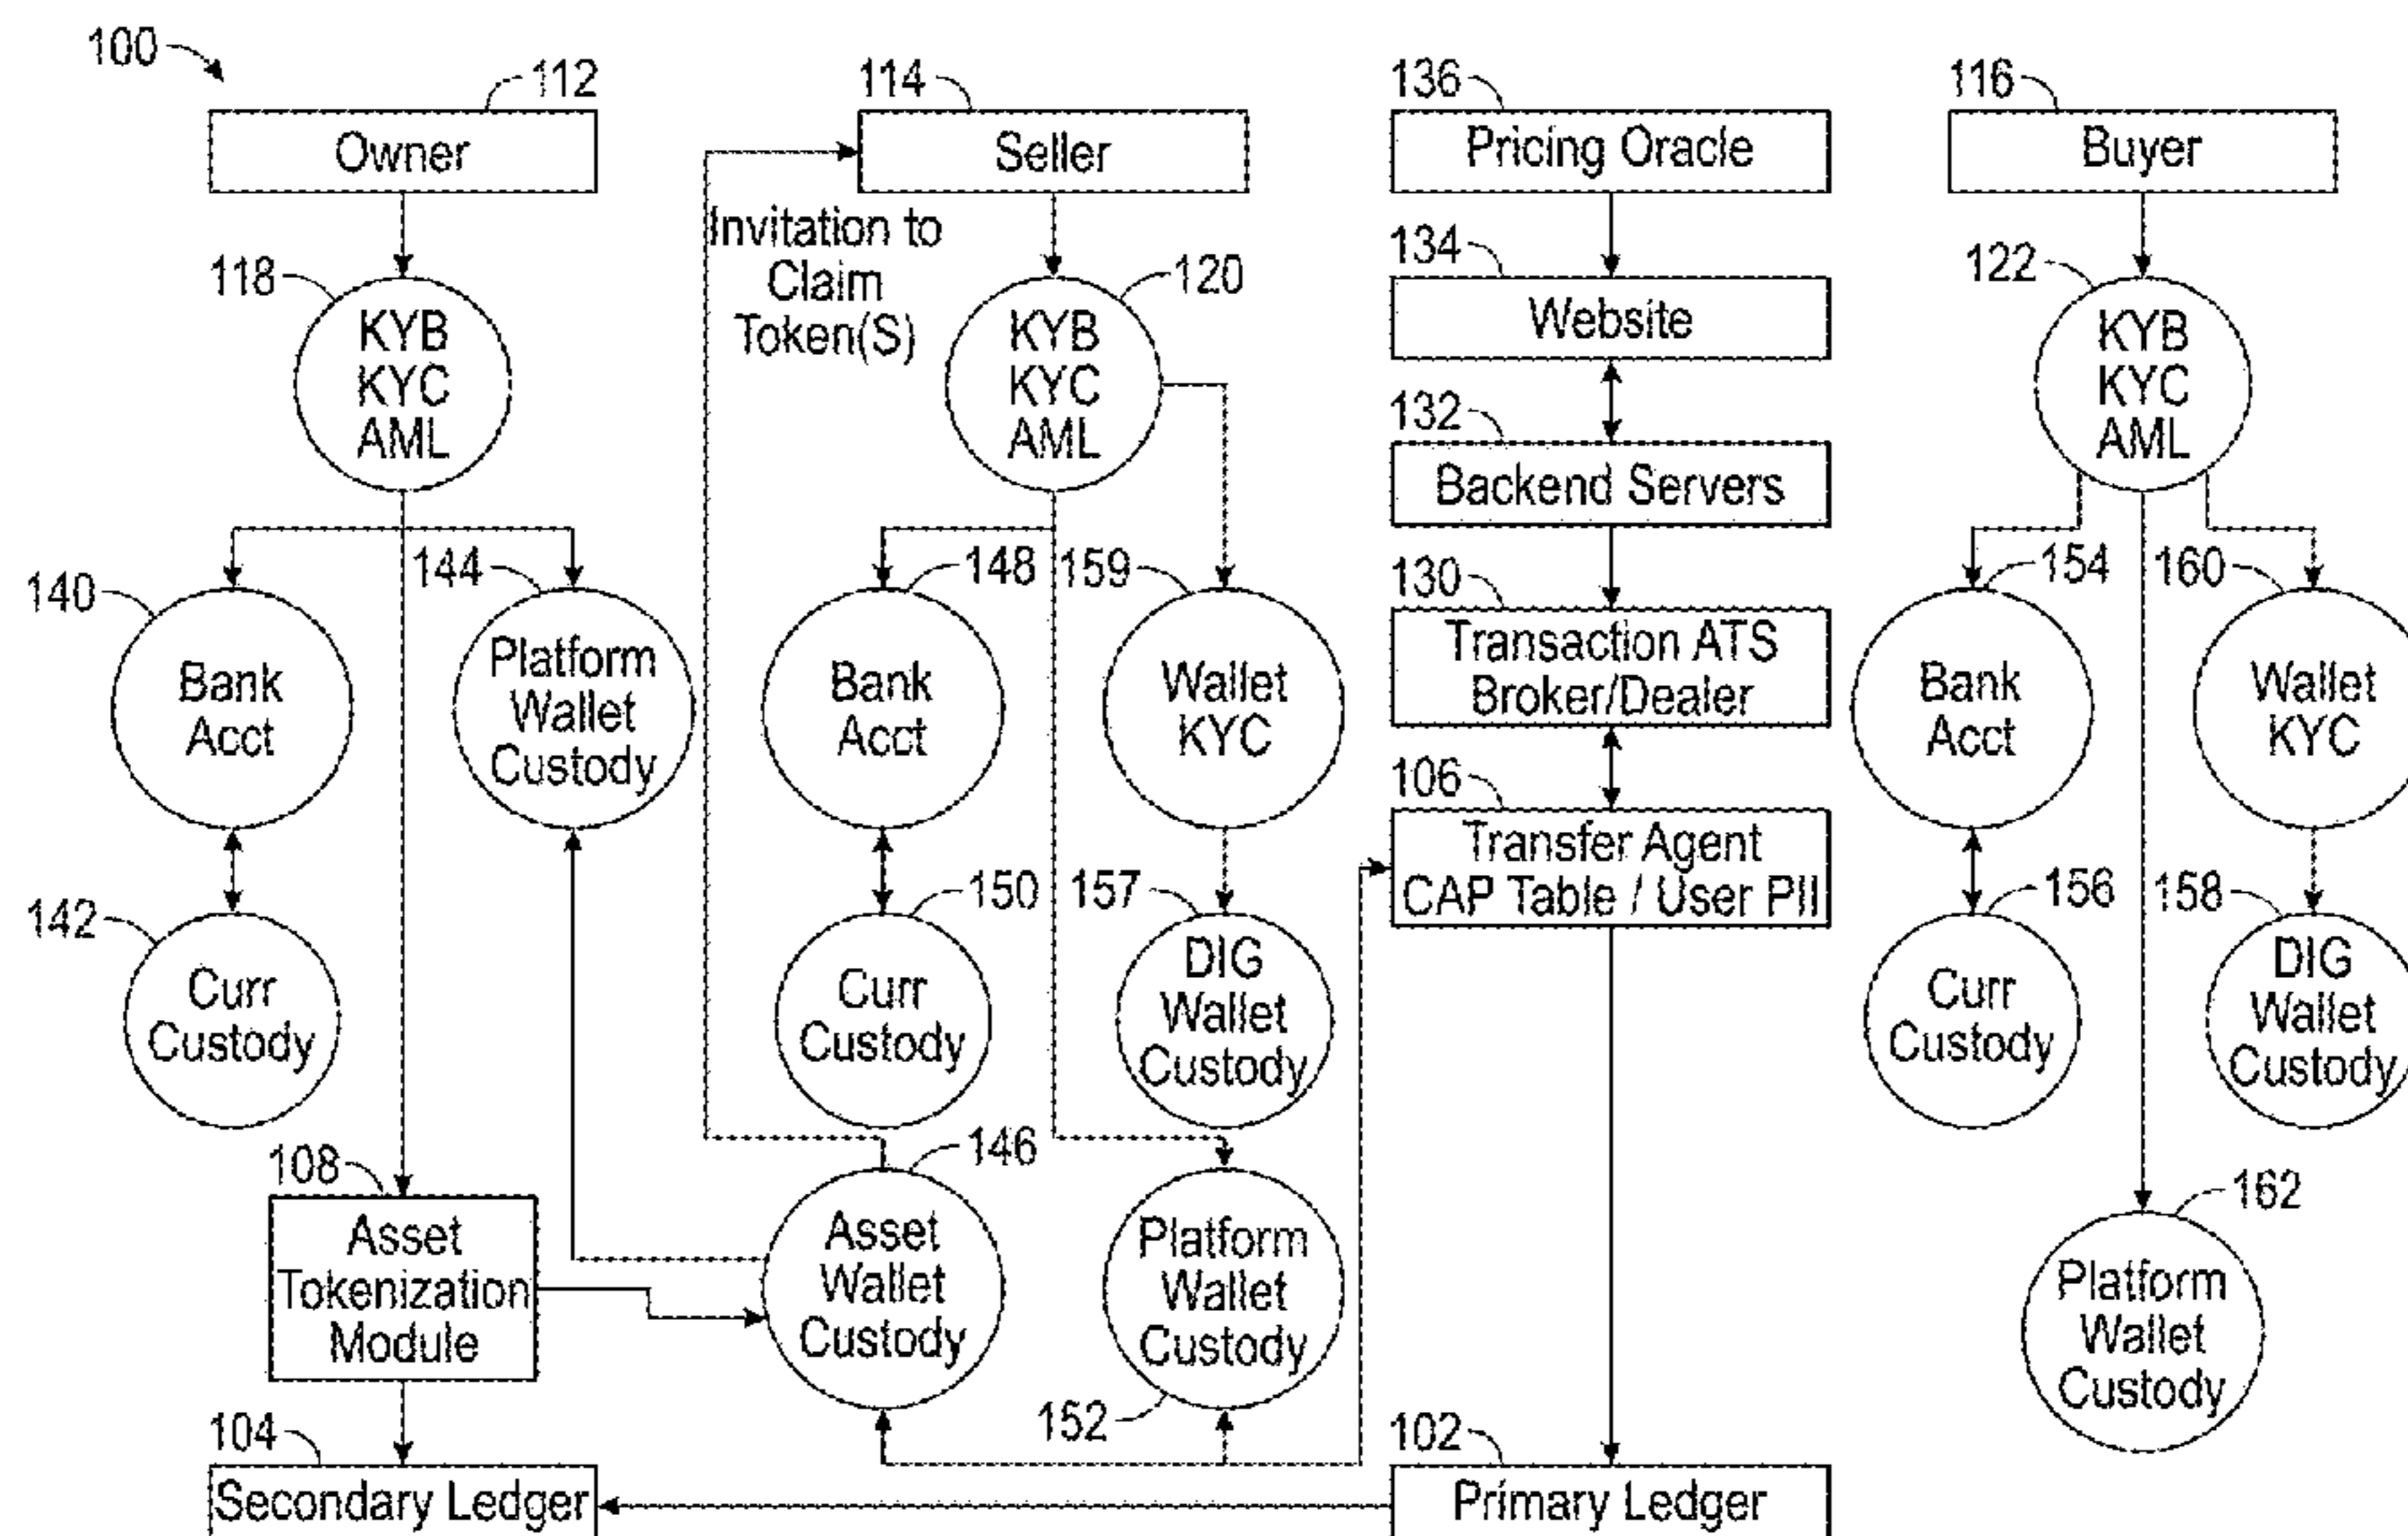 100
112
114
136
116
Owner
Seller
Pricing Oracle
Buyer
Invitation to
Claim
Token(S)
118
120
134
122
KYB
KYC
AML
KYB
KYC
AML
Website
KYB
KYC
AML
132
Backend Servers
140
144
148
159
130
154
160
Bank
Acct
Platform
Wallet
Custody
Bank
Acct
Wallet
KYC
Transaction ATS
Broker/Dealer
Bank
Acct
Wallet
KYC
106
Transfer Agent
CAP Table / User PII
142
150
157
156
158
Curr
Custody
Curr
Custody
DIG
Wallet
Custody
Curr
Custody
DIG
Wallet
Custody
108
146
162
Asset
Tokenization
Module
Asset
Wallet
Custody
Platform
Wallet
Custody
Platform
Wallet
Custody
152
104
102
Secondary Ledger
Primary Ledger